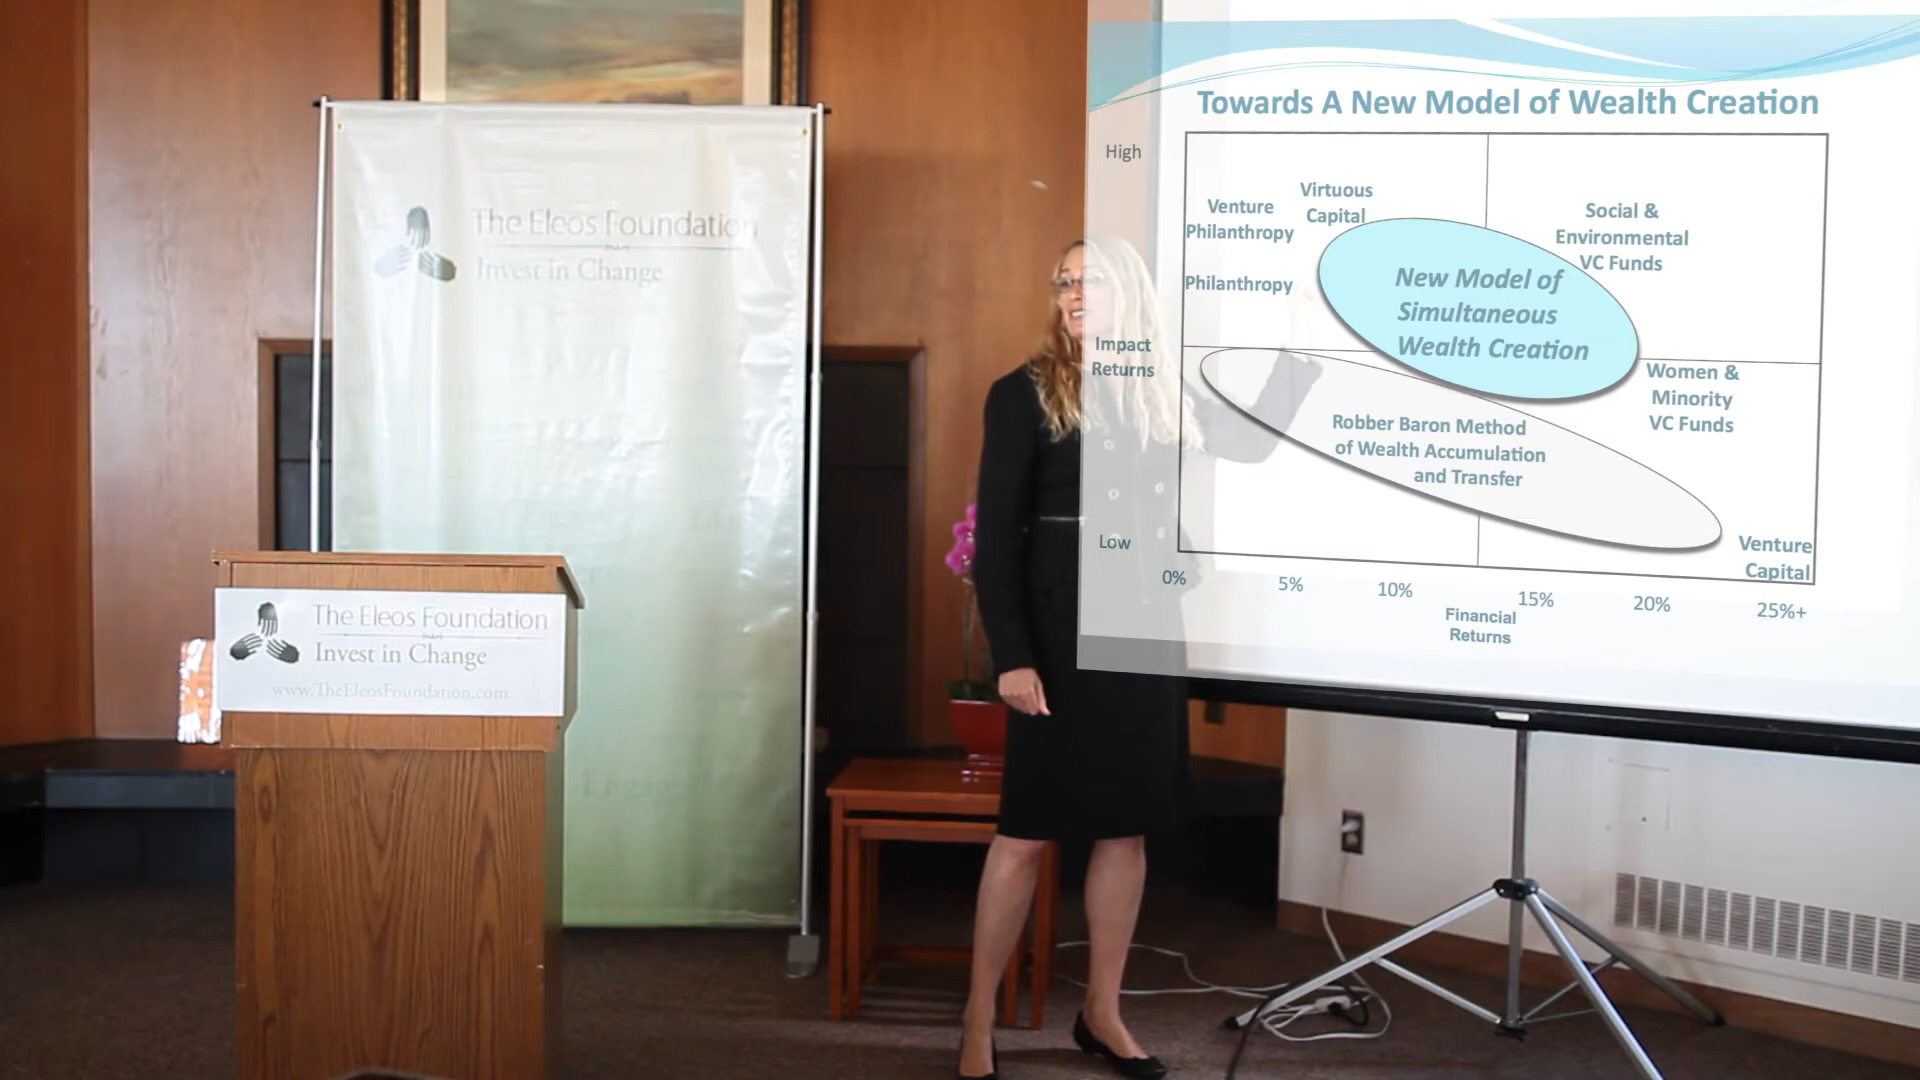 The Eleos Foundation
Invest in Change
The Eleos Foundation
Invest in Change
www.TheEleosFoundation.com
Towards A New Model of Wealth Creation
High
Impact
Returns
Low
Venture
Philanthropy
Philanthropy
Virtuous
Capital
Social &
Environmental
VC Funds
New Model of
Simultaneous
Wealth Creation
Women &
Minority
VC Funds
Robber Baron Method
of Wealth Accumulation
and Transfer
Venture
Capital
0%
5%
10%
15%
20%
25%+
Financial
Returns